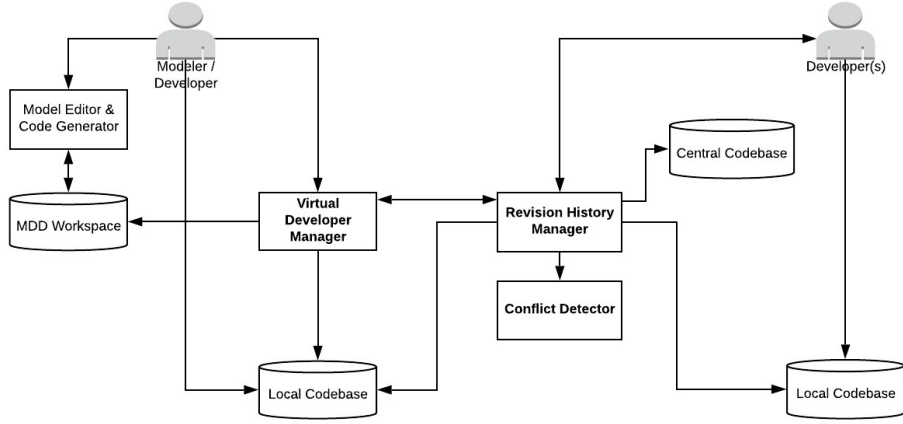 Modeler /
Developer
Developer(s)
Model Editor &
Code Generator
Central Codebase
MDD Workspace
Virtual
Developer
Manager
Revision History
Manager
Conflict Detector
Local Codebase
Local Codebase